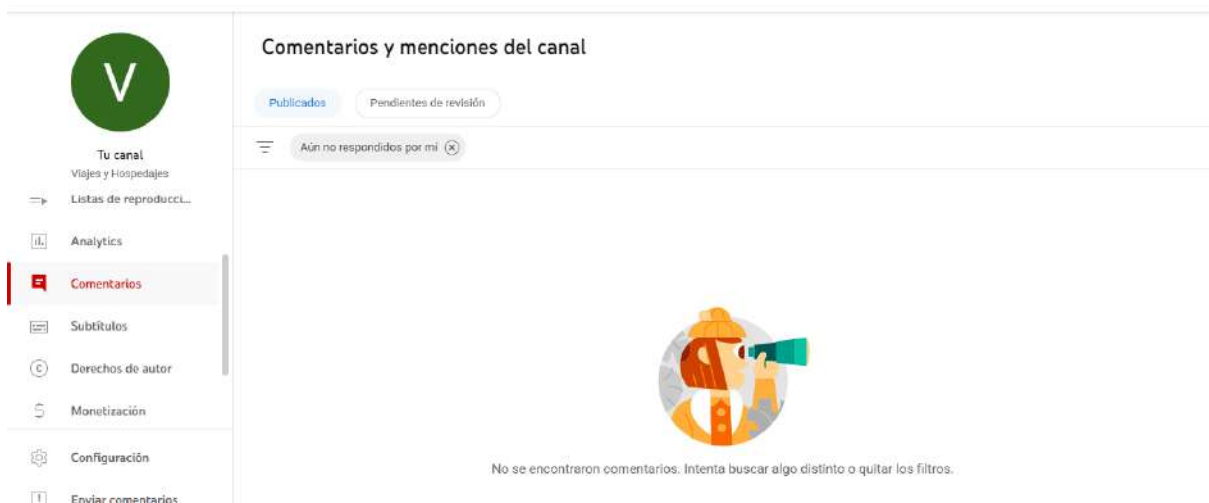 V
Tu canal
Viajes y Hospedajes
Listas de reproducci...
Analytics
Comentarios
Subtítulos
Derechos de autor
Monetización
Configuración
Enviar comentarios
Comentarios y menciones del canal
Publicados
Pendientes de revisión
Aún no respondidos por mí
No se encontraron comentarios. Intenta buscar algo distinto o quitar los filtros.